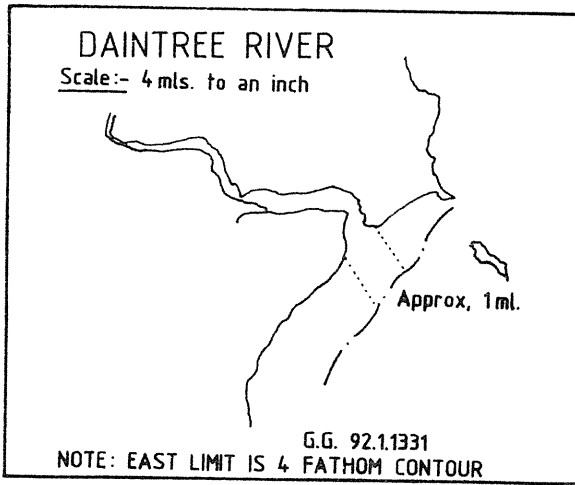 DAINTREE RIVER
Scale:- 4 mls. to an inch
Approx, 1 ml.
G.G. 92.1.1331
NOTE: EAST LIMIT IS 4 FATHOM CONTOUR